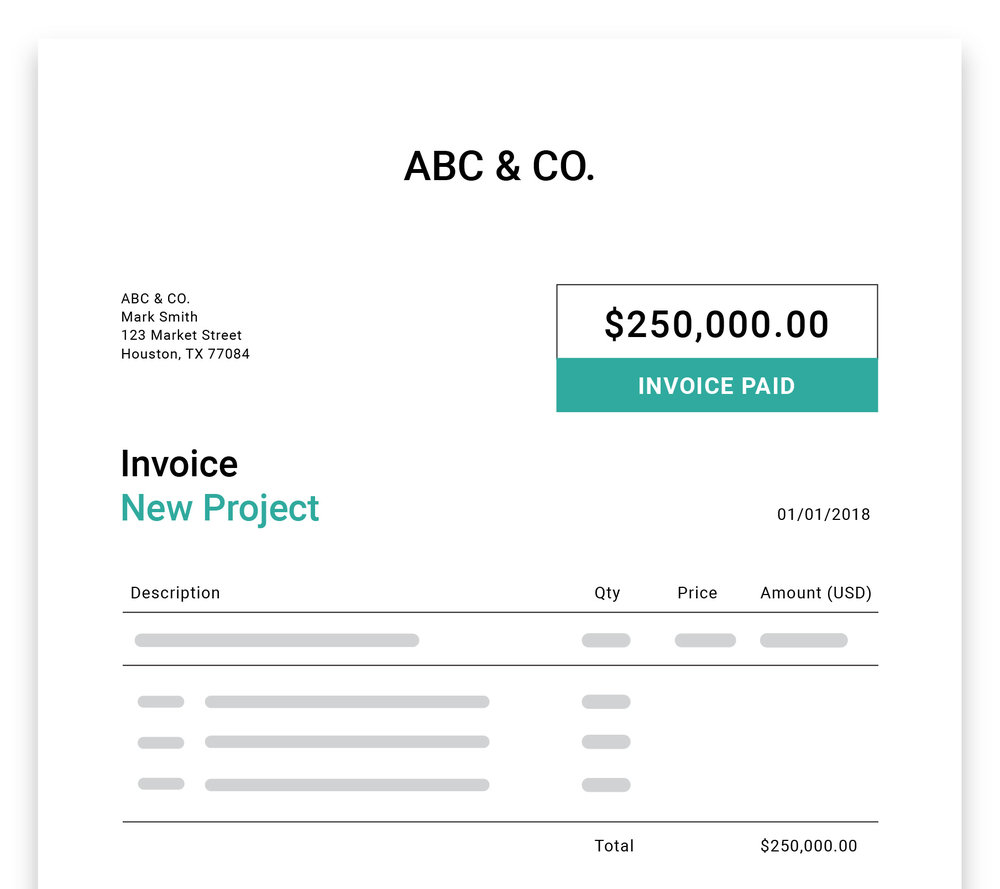 ABC & CO.
ABC & CO.
Mark Smith
123 Market Street
Houston, TX 77084
$250,000.00
INVOICE PAID
Invoice
New Project
01/01/2018
Description Qty Price Amount (USD)
Total $250,000.00